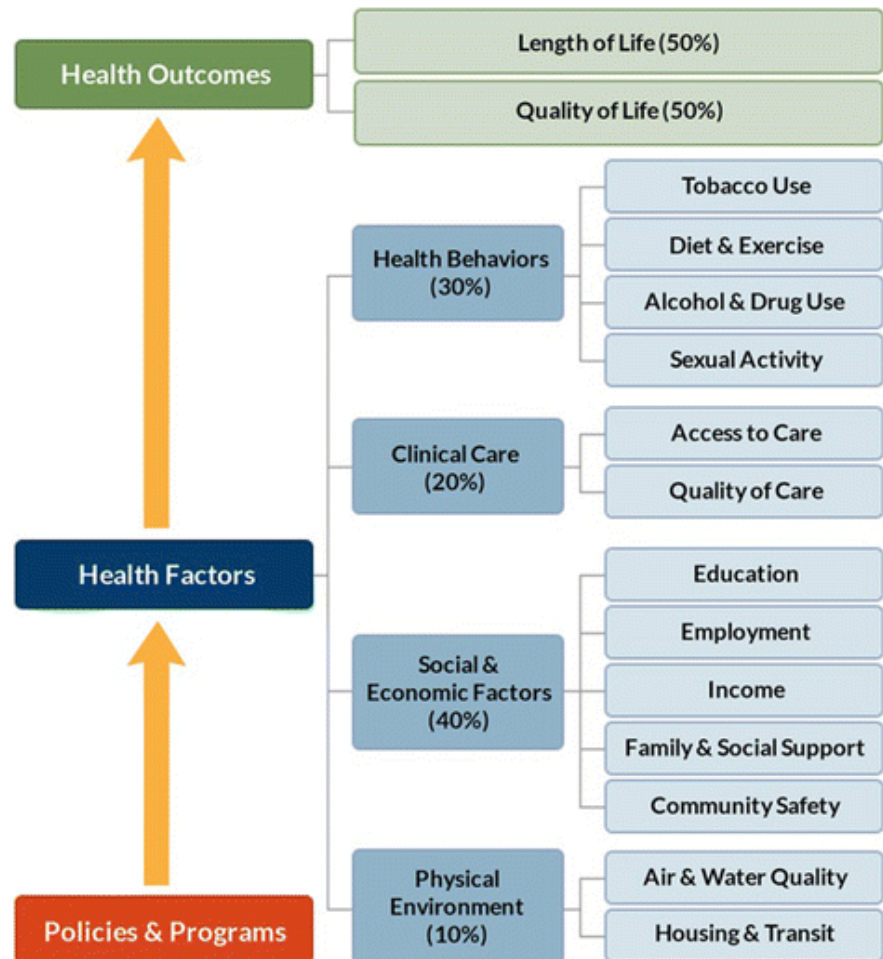 Health Outcomes
Length of Life (50%)
Quality of Life (50%)
Health Factors
Health Behaviors
(30%)
Tobacco Use
Diet & Exercise
Alcohol & Drug Use
Sexual Activity
Clinical Care
(20%)
Access to Care
Quality of Care
Social &
Economic Factors
(40%)
Education
Employment
Income
Family & Social Support
Community Safety
Physical
Environment
(10%)
Air & Water Quality
Housing & Transit
Policies & Programs